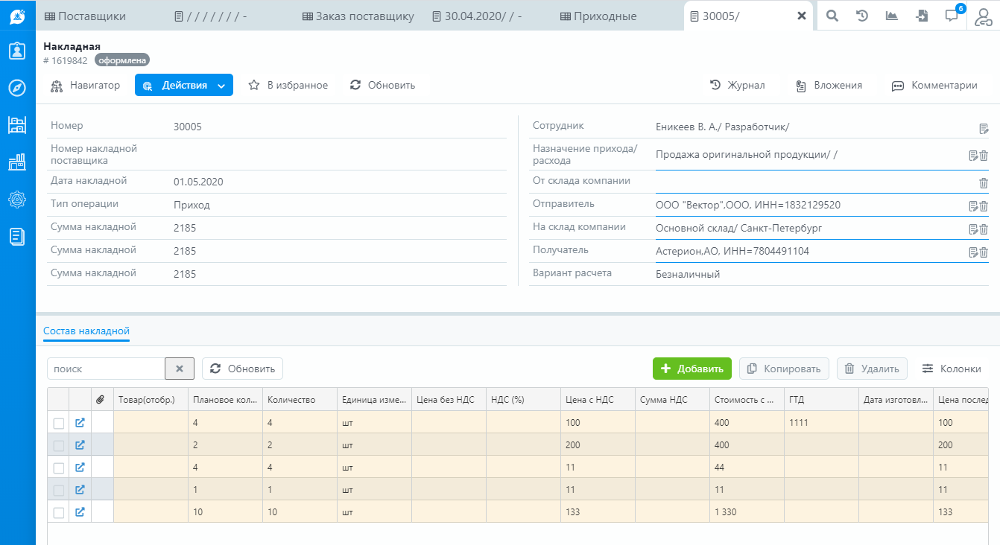 Поставщики
/ / / / / / / -
Заказ поставщику
30.04.2020/ / -
Приходные
30005/
6
Накладная
# 1619842 оформлена
Навигатор
Действия
В избранное
Обновить
Журнал
Вложения
Комментарии
Номер 30005
Номер накладной
поставщика
Дата накладной 01.05.2020
Тип операции Приход
Сумма накладной 2185
Сумма накладной 2185
Сумма накладной 2185
Сотрудник Еникеев В. А./ Разработчик/
Назначение прихода/
расхода Продажа оригинальной продукции/ /
От склада компании
Отправитель ООО "Вектор",ООО, ИНН=1832129520
На склад компании Основной склад/ Санкт-Петербург
Получатель Астерион,АО, ИНН=7804491104
Вариант расчета Безналичный
Состав накладной
поиск
Обновить
Добавить
Копировать
Удалить
Колонки
Товар(отобр.) Плановое кол... Количество Единица изме... Цена без НДС НДС (%) Цена с НДС Сумма НДС Стоимость с ... ГТД Дата изготовл... Цена послед
4 4 шт 100 400 1111 100
2 2 шт 200 400 200
4 4 шт 11 44 11
1 1 шт 11 11 11
10 10 шт 133 1 330 133